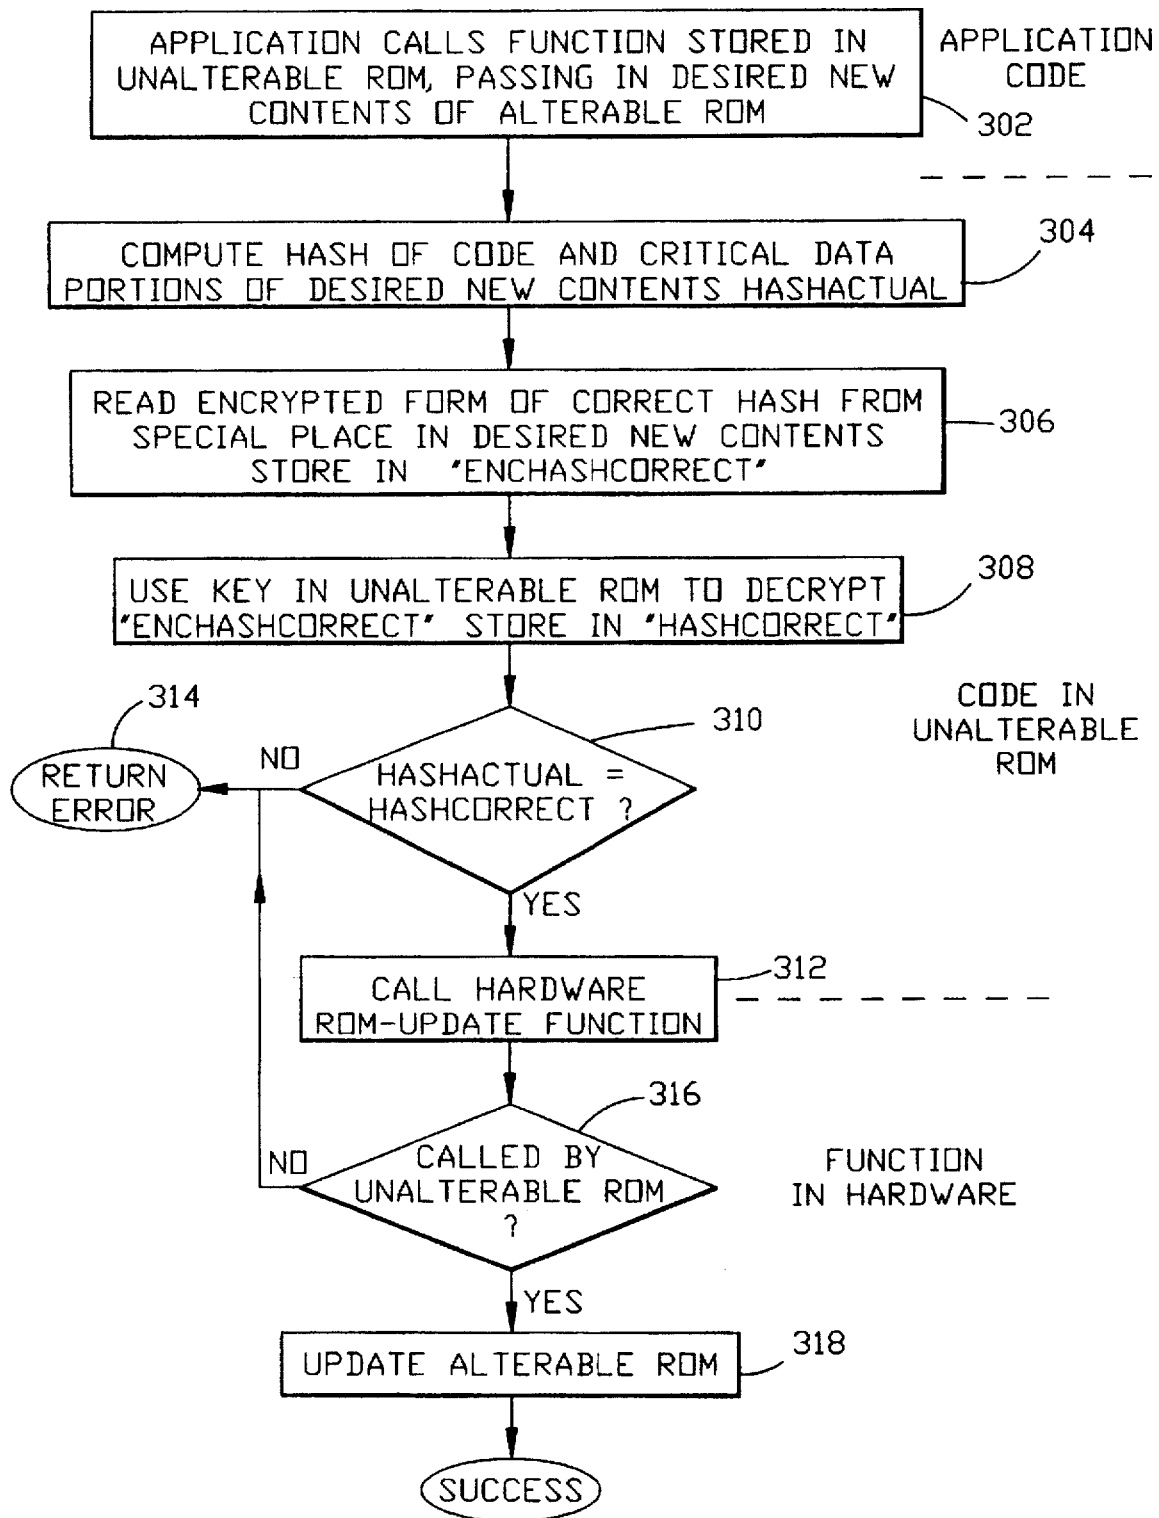 APPLICATION CALLS FUNCTION STORED IN
UNALTERABLE ROM, PASSING IN DESIRED NEW
CONTENTS OF ALTERABLE ROM
302
APPLICATION
CODE
COMPUTE HASH OF CODE AND CRITICAL DATA
PORTIONS OF DESIRED NEW CONTENTS HASHACTUAL
304
READ ENCRYPTED FORM OF CORRECT HASH FROM
SPECIAL PLACE IN DESIRED NEW CONTENTS
STORE IN "ENCHASHCORRECT"
306
USE KEY IN UNALTERABLE ROM TO DECRYPT
"ENCHASHCORRECT" STORE IN "HASHCORRECT"
308
CODE IN
UNALTERABLE
ROM
314
RETURN
ERROR
NO
310
HASHACTUAL =
HASHCORRECT ?
YES
CALL HARDWARE
ROM-UPDATE FUNCTION
312
316
NO
CALLED BY
UNALTERABLE ROM
?
FUNCTION
IN HARDWARE
YES
UPDATE ALTERABLE ROM
318
SUCCESS